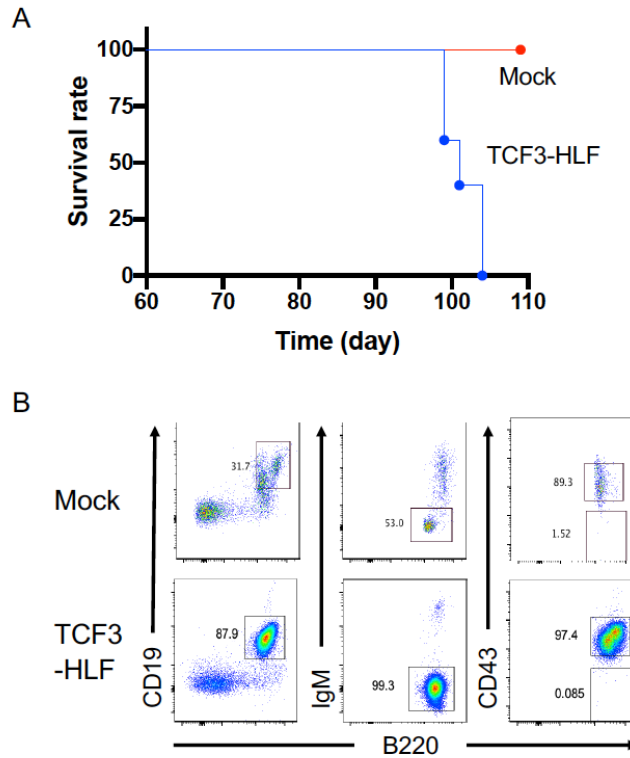 A
100
75
50
25
0
Survival rate
Mock
TCF3-HLF
60 70 80 90 100 110
Time (day)
B
Mock
31.7
53.0
89.3
1.52
TCF3
-HLF
87.9
99.3
97.4
0.085
CD19
IgM
CD43
B220